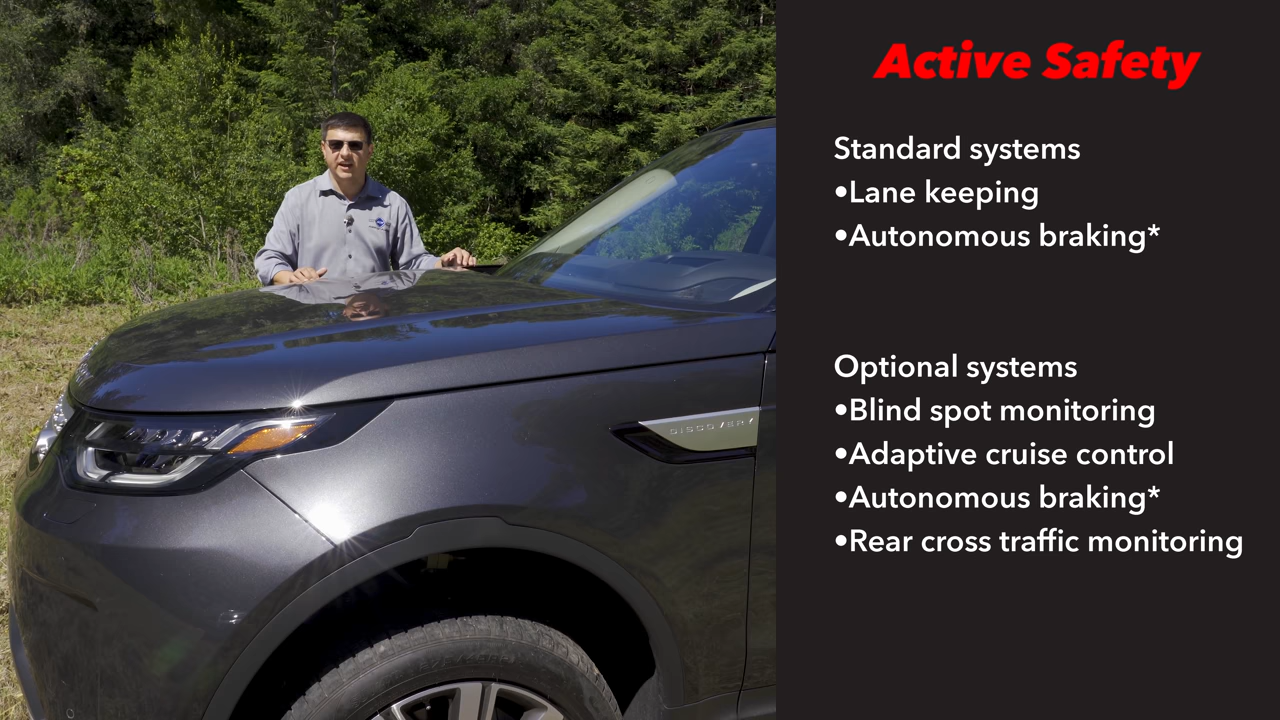 Active Safety
Standard systems
•Lane keeping
•Autonomous braking*
Optional systems
•Blind spot monitoring
•Adaptive cruise control
•Autonomous braking*
•Rear cross traffic monitoring
DISCOVERY